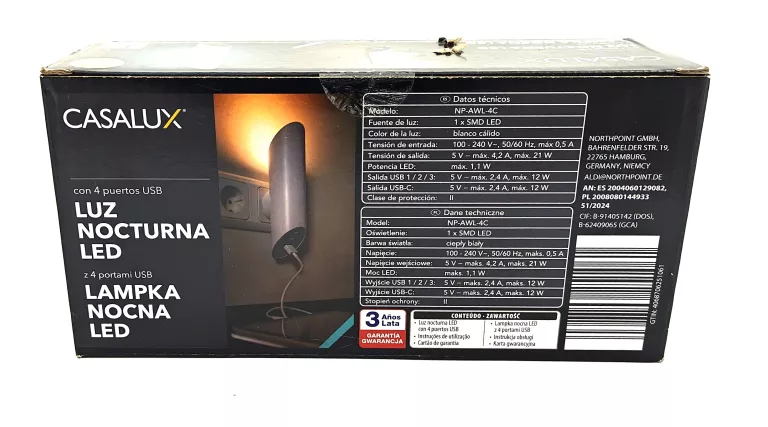 CASALUX
con 4 puertos USB
LUZ
NOCTURNA
LED
z 4 portami USB
LAMPKA
NOCNA
LED
Datos técnicos
Modelo: NP-AWL-4C
Fuente de luz: 1 x SMD LED
Color de la luz: blanco cálido
Tensión de entrada: 100 - 240 V~, 50/60 Hz, máx 0,5 A
Tensión de salida: 5 V ⎓ máx. 4,2 A, máx. 21 W
Potencia LED: máx. 1,1 W
Salida USB 1 / 2 / 3: 5 V ⎓ máx. 2,4 A, máx. 12 W
Salida USB-C: 5 V ⎓ máx. 2,4 A, máx. 12 W
Clase de protección: II
Dane techniczne
Model: NP-AWL-4C
Oświetlenie: 1 x SMD LED
Barwa światła: ciepły biały
Napięcie: 100 - 240 V~, 50/60 Hz, maks. 0,5 A
Napięcie wyjściowe: 5 V ⎓ maks. 4,2 A, maks. 21 W
Moc LED: maks. 1,1 W
Wyjście USB 1 / 2 / 3: 5 V ⎓ maks. 2,4 A, maks. 12 W
Wyjście USB-C: 5 V ⎓ maks. 2,4 A, maks. 12 W
Stopień ochrony: II
3 Años
Lata
GARANTÍA
GWARANCJA
CONTEÚDO · ZAWARTOŚĆ
• Luz nocturna LED
con 4 puertos USB
• Instruções de utilização
• Cartão de garantia
• Lampka nocna LED
z 4 portami USB
• Instrukcja obsługi
• Karta gwarancyjna
NORTHPOINT GMBH,
BAHRENFELDER STR. 19,
22765 HAMBURG,
GERMANY, NIEMCY
ALDI@NORTHPOINT.DE
AN: ES 2004060129082,
PL 2008080144933
51/2024
CIF: B-91405142 (DOS),
B-62409065 (GCA)
GTIN: 4068706251061